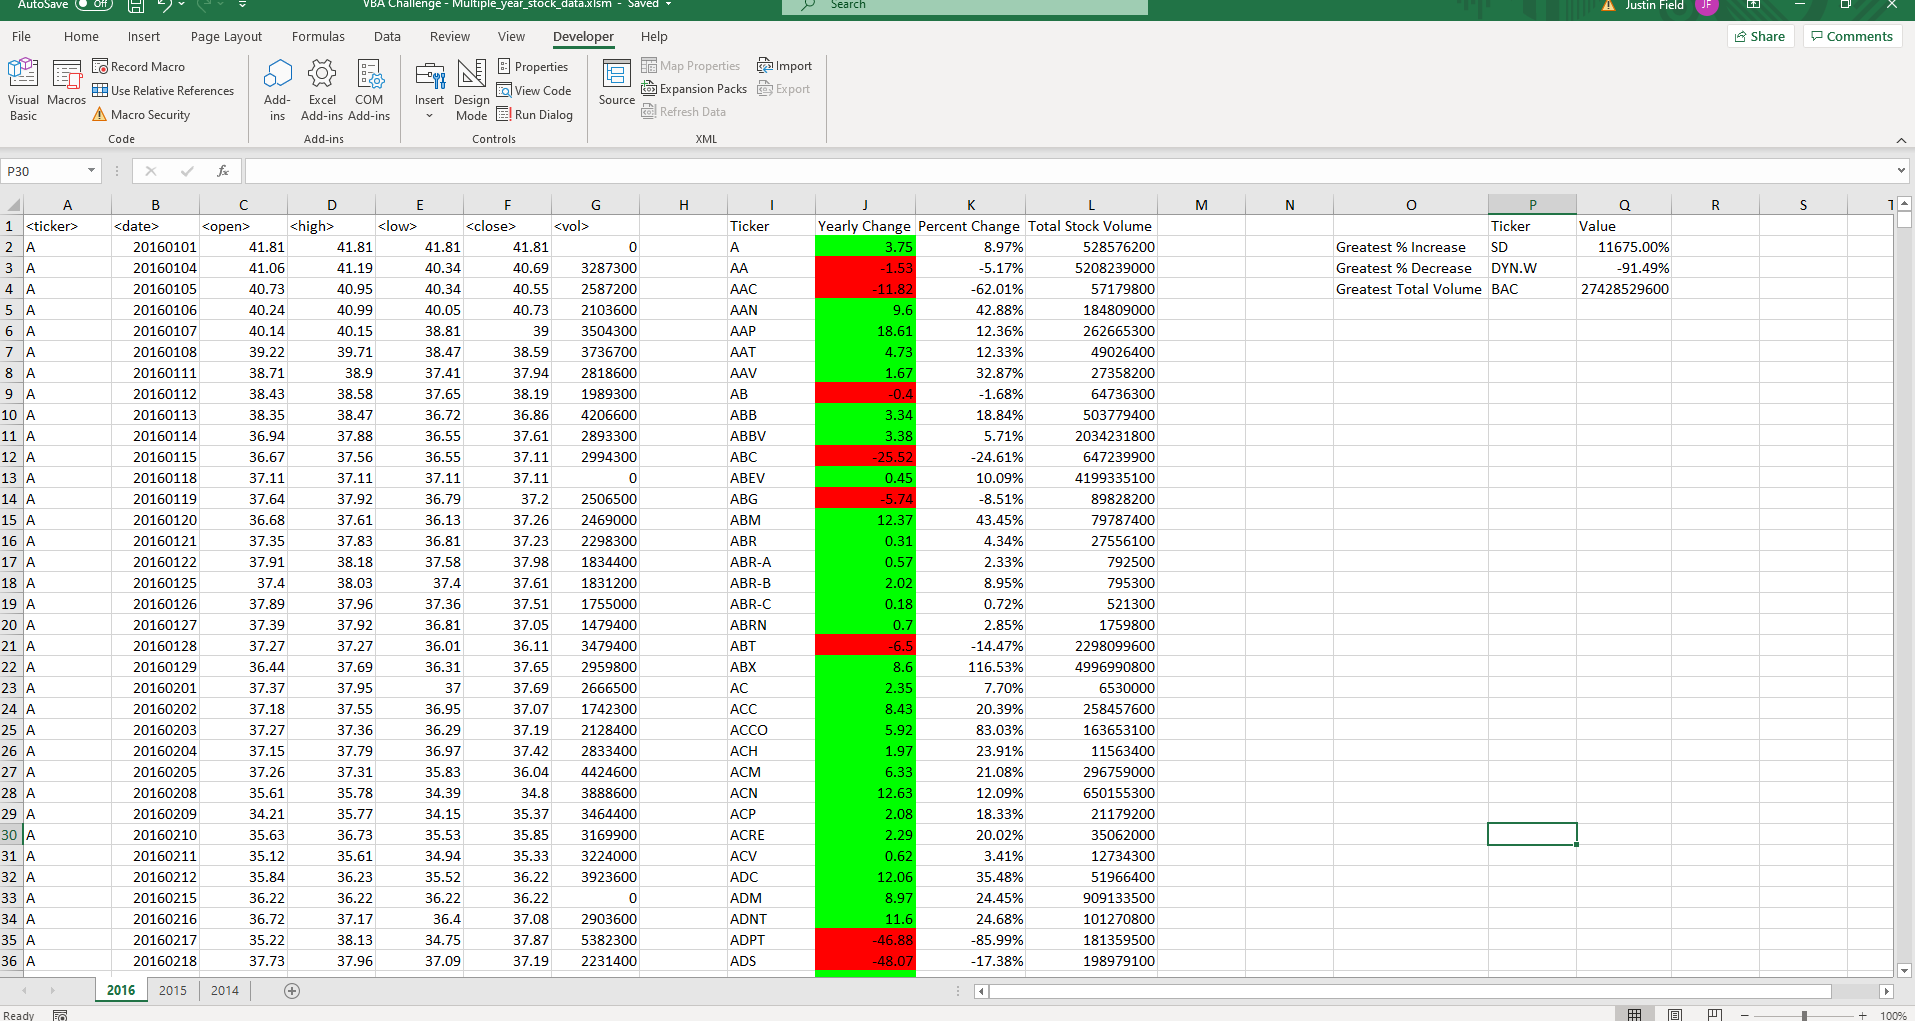 AutoSave Off VBA Challenge - Multiple_year_stock_data.xlsm - Saved Search Justin Field JF
File Home Insert Page Layout Formulas Data Review View Developer Help Share Comments
Visual Basic Macros Record Macro Use Relative References Macro Security
Add-ins Excel Add-ins COM Add-ins
Insert Design Mode Properties View Code Run Dialog
Source Map Properties Expansion Packs Refresh Data Import Export
Code Add-ins Controls XML
P30 fx
A B C D E F G H I J K L M N O P Q R S T
1 <ticker> <date> <open> <high> <low> <close> <vol> Ticker Yearly Change Percent Change Total Stock Volume Ticker Value
2 A 20160101 41.81 41.81 41.81 41.81 0 A 3.75 8.97% 528576200 Greatest % Increase SD 11675.00%
3 A 20160104 41.06 41.19 40.34 40.69 3287300 AA -1.53 -5.17% 5208239000 Greatest % Decrease DYN.W -91.49%
4 A 20160105 40.73 40.95 40.34 40.55 2587200 AAC -11.82 -62.01% 57179800 Greatest Total Volume BAC 27428529600
5 A 20160106 40.24 40.99 40.05 40.73 2103600 AAN 9.6 42.88% 184809000
6 A 20160107 40.14 40.15 38.81 39 3504300 AAP 18.61 12.36% 262665300
7 A 20160108 39.22 39.71 38.47 38.59 3736700 AAT 4.73 12.33% 49026400
8 A 20160111 38.71 38.9 37.41 37.94 2818600 AAV 1.67 32.87% 27358200
9 A 20160112 38.43 38.58 37.65 38.19 1989300 AB -0.4 -1.68% 64736300
10 A 20160113 38.35 38.47 36.72 36.86 4206600 ABB 3.34 18.84% 503779400
11 A 20160114 36.94 37.88 36.55 37.61 2893300 ABBV 3.38 5.71% 2034231800
12 A 20160115 36.67 37.56 36.55 37.11 2994300 ABC -25.52 -24.61% 647239900
13 A 20160118 37.11 37.11 37.11 37.11 0 ABEV 0.45 10.09% 4199335100
14 A 20160119 37.64 37.92 36.79 37.2 2506500 ABG -5.74 -8.51% 89828200
15 A 20160120 36.68 37.61 36.13 37.26 2469000 ABM 12.37 43.45% 79787400
16 A 20160121 37.35 37.83 36.81 37.23 2298300 ABR 0.31 4.34% 27556100
17 A 20160122 37.91 38.18 37.58 37.98 1834400 ABR-A 0.57 2.33% 792500
18 A 20160125 37.4 38.03 37.4 37.61 1831200 ABR-B 2.02 8.95% 795300
19 A 20160126 37.89 37.96 37.36 37.51 1755000 ABR-C 0.18 0.72% 521300
20 A 20160127 37.39 37.92 36.81 37.05 1479400 ABRN 0.7 2.85% 1759800
21 A 20160128 37.27 37.27 36.01 36.11 3479400 ABT -6.5 -14.47% 2298099600
22 A 20160129 36.44 37.69 36.31 37.65 2959800 ABX 8.6 116.53% 4996990800
23 A 20160201 37.37 37.95 37 37.69 2666500 AC 2.35 7.70% 6530000
24 A 20160202 37.18 37.55 36.95 37.07 1742300 ACC 8.43 20.39% 258457600
25 A 20160203 37.27 37.36 36.29 37.19 2128400 ACCO 5.92 83.03% 163653100
26 A 20160204 37.15 37.79 36.97 37.42 2833400 ACH 1.97 23.91% 11563400
27 A 20160205 37.26 37.31 35.83 36.04 4424600 ACM 6.33 21.08% 296759000
28 A 20160208 35.61 35.78 34.39 34.8 3888600 ACN 12.63 12.09% 650155300
29 A 20160209 34.21 35.77 34.15 35.37 3464400 ACP 2.08 18.33% 21179200
30 A 20160210 35.63 36.73 35.53 35.85 3169900 ACRE 2.29 20.02% 35062000
31 A 20160211 35.12 35.61 34.94 35.33 3224000 ACV 0.62 3.41% 12734300
32 A 20160212 35.84 36.23 35.52 36.22 3923600 ADC 12.06 35.48% 51966400
33 A 20160215 36.22 36.22 36.22 36.22 0 ADM 8.97 24.45% 909133500
34 A 20160216 36.72 37.17 36.4 37.08 2903600 ADNT 11.6 24.68% 101270800
35 A 20160217 35.22 38.13 34.75 37.87 5382300 ADPT -46.88 -85.99% 181359500
36 A 20160218 37.73 37.96 37.09 37.19 2231400 ADS -48.07 -17.38% 198979100
2016 2015 2014
Ready 100%